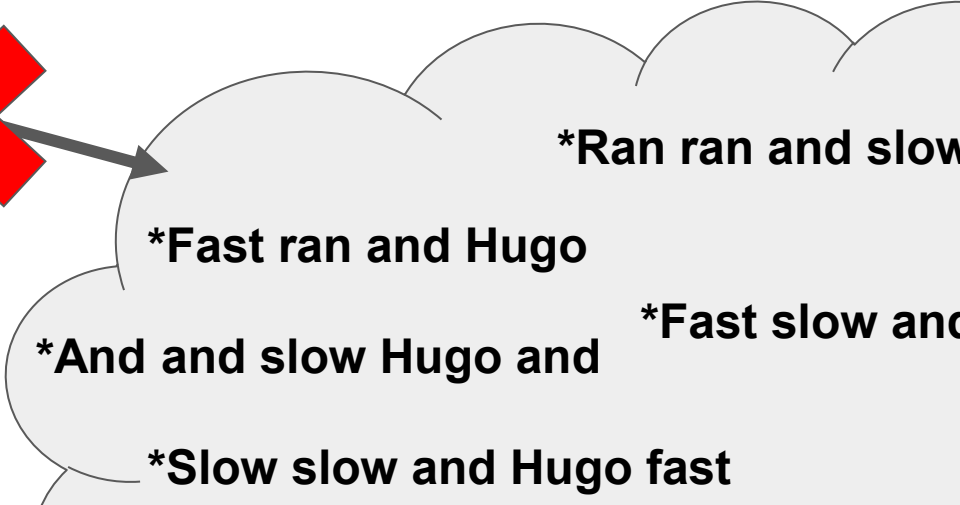 *Ran ran and slow
*Fast ran and Hugo
*Fast slow and
*And and slow Hugo and
*Slow slow and Hugo fast